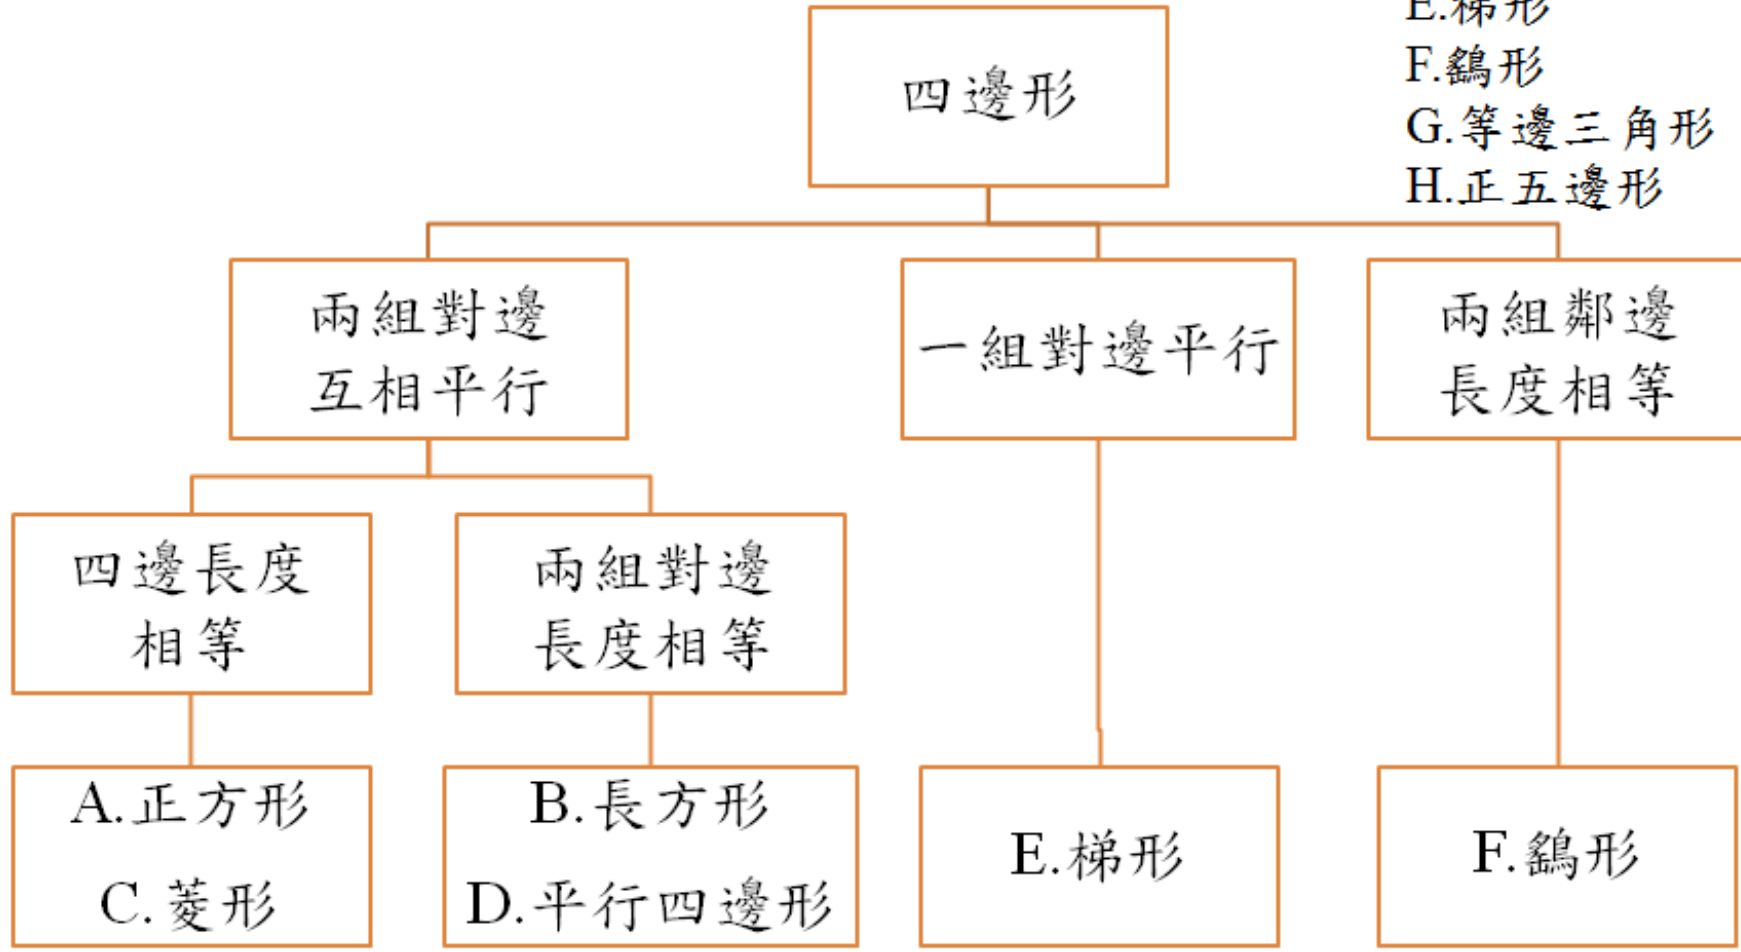 四邊形
E.梯形
F.鷂形
G.等邊三角形
H.正五邊形
兩組對邊
互相平行
一組對邊平行
兩組鄰邊
長度相等
四邊長度
相等
兩組對邊
長度相等
A.正方形
C.菱形
B.長方形
D.平行四邊形
E.梯形
F.鷂形